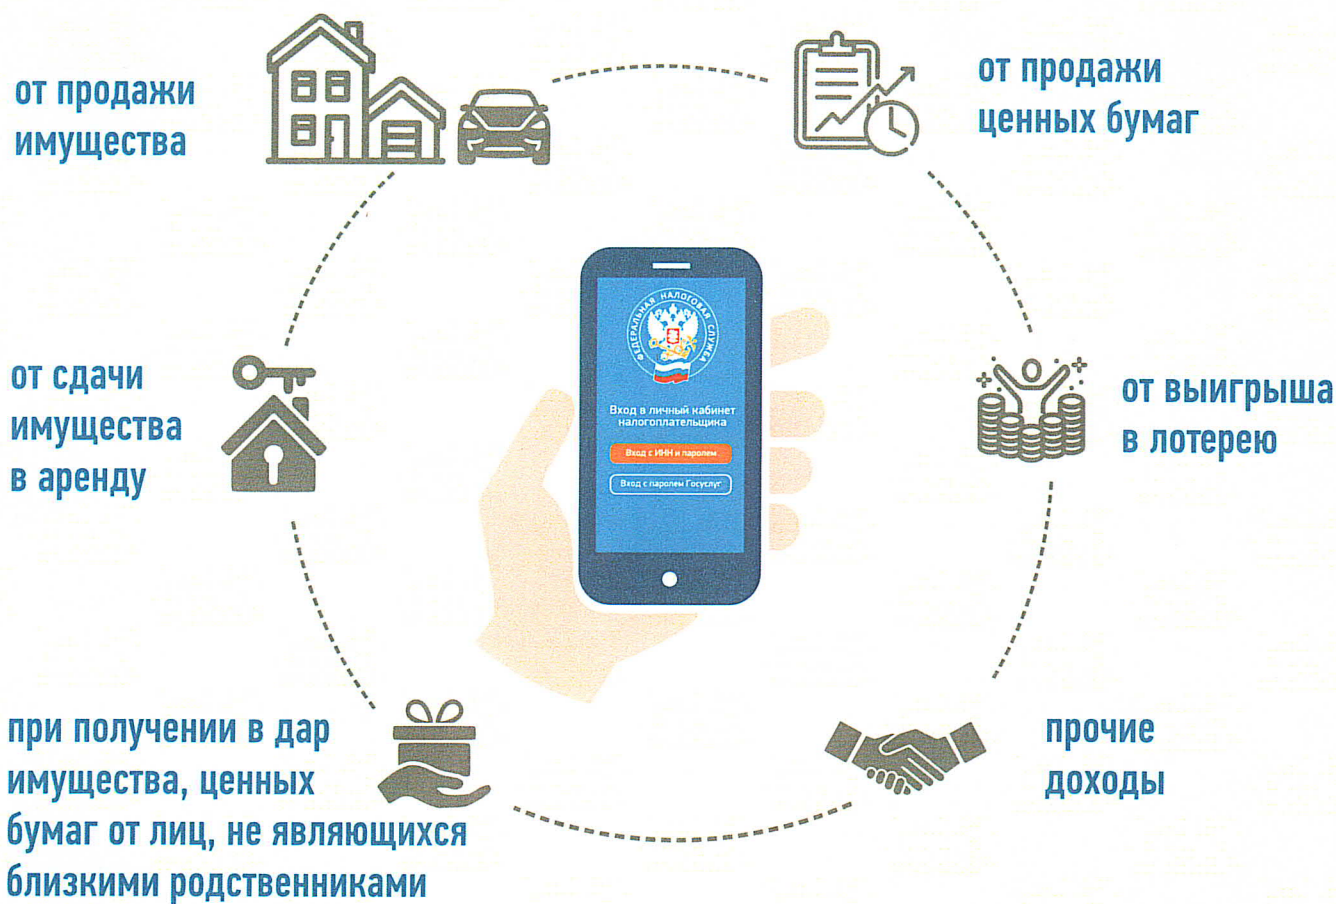 от продажи
имущества
от продажи
ценных бумаг
ФЕДЕРАЛЬНАЯ НАЛОГОВАЯ СЛУЖБА
Вход в личный кабинет
налогоплательщика
Вход с ИНН и паролем
Вход с паролем Госуслуг
от сдачи
имущества
в аренду
от выигрыша
в лотерею
при получении в дар
имущества, ценных
бумаг от лиц, не являющихся
близкими родственниками
прочие
доходы